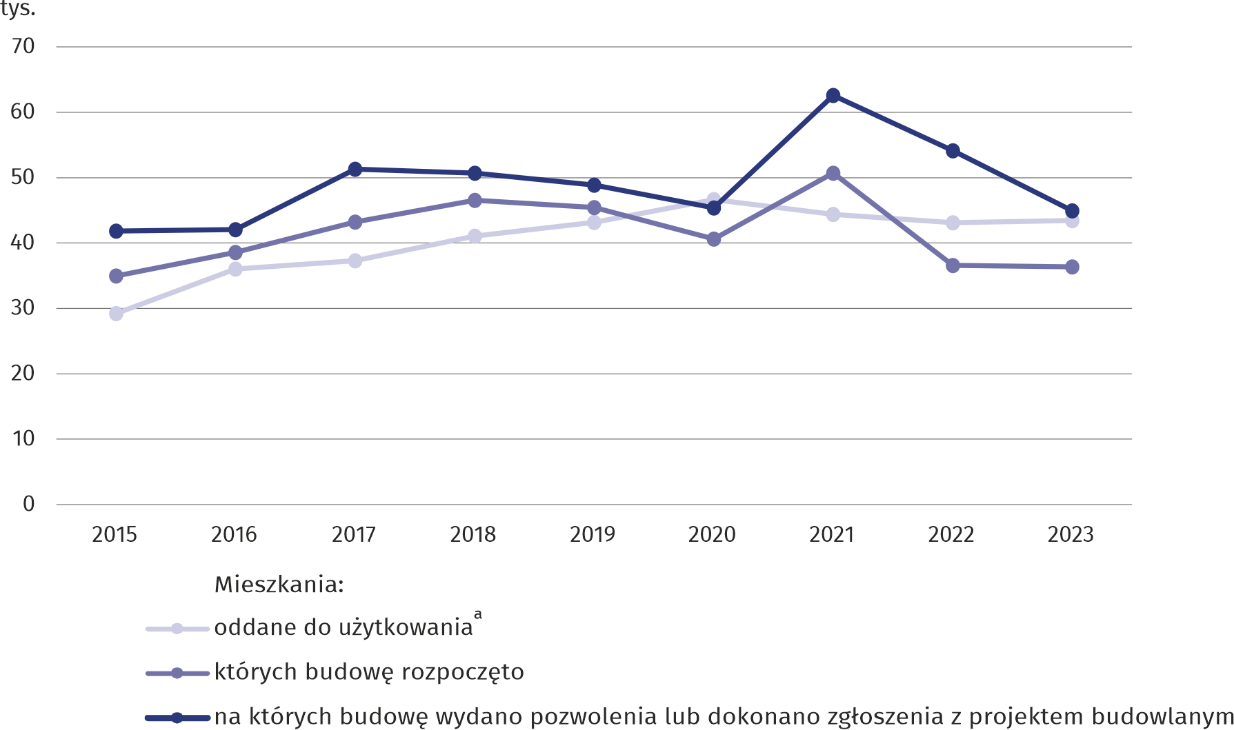 tys.
70
60
50
40
30
20
10
0
2015 2016 2017 2018 2019 2020 2021 2022 2023
Mieszkania:
oddane do użytkowaniaᵃ
których budowę rozpoczęto
na których budowę wydano pozwolenia lub dokonano zgłoszenia z projektem budowlanym